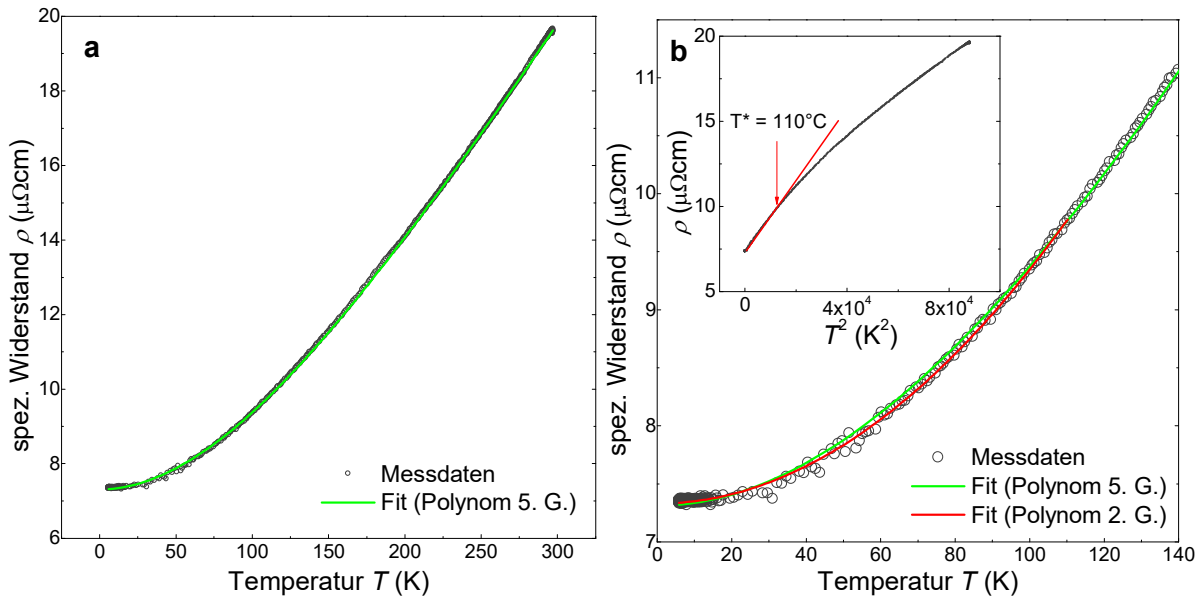 a
20
18
16
14
12
10
8
6
spez. Widerstand ρ (μΩcm)
0 50 100 150 200 250 300
Temperatur T (K)
Messdaten
Fit (Polynom 5. G.)
b
11
10
9
8
7
spez. Widerstand ρ (μΩcm)
0 20 40 60 80 100 120 140
Temperatur T (K)
20
15
10
5
ρ (μΩcm)
T* = 110°C
0 4x10⁴ 8x10⁴
T² (K²)
Messdaten
Fit (Polynom 5. G.)
Fit (Polynom 2. G.)